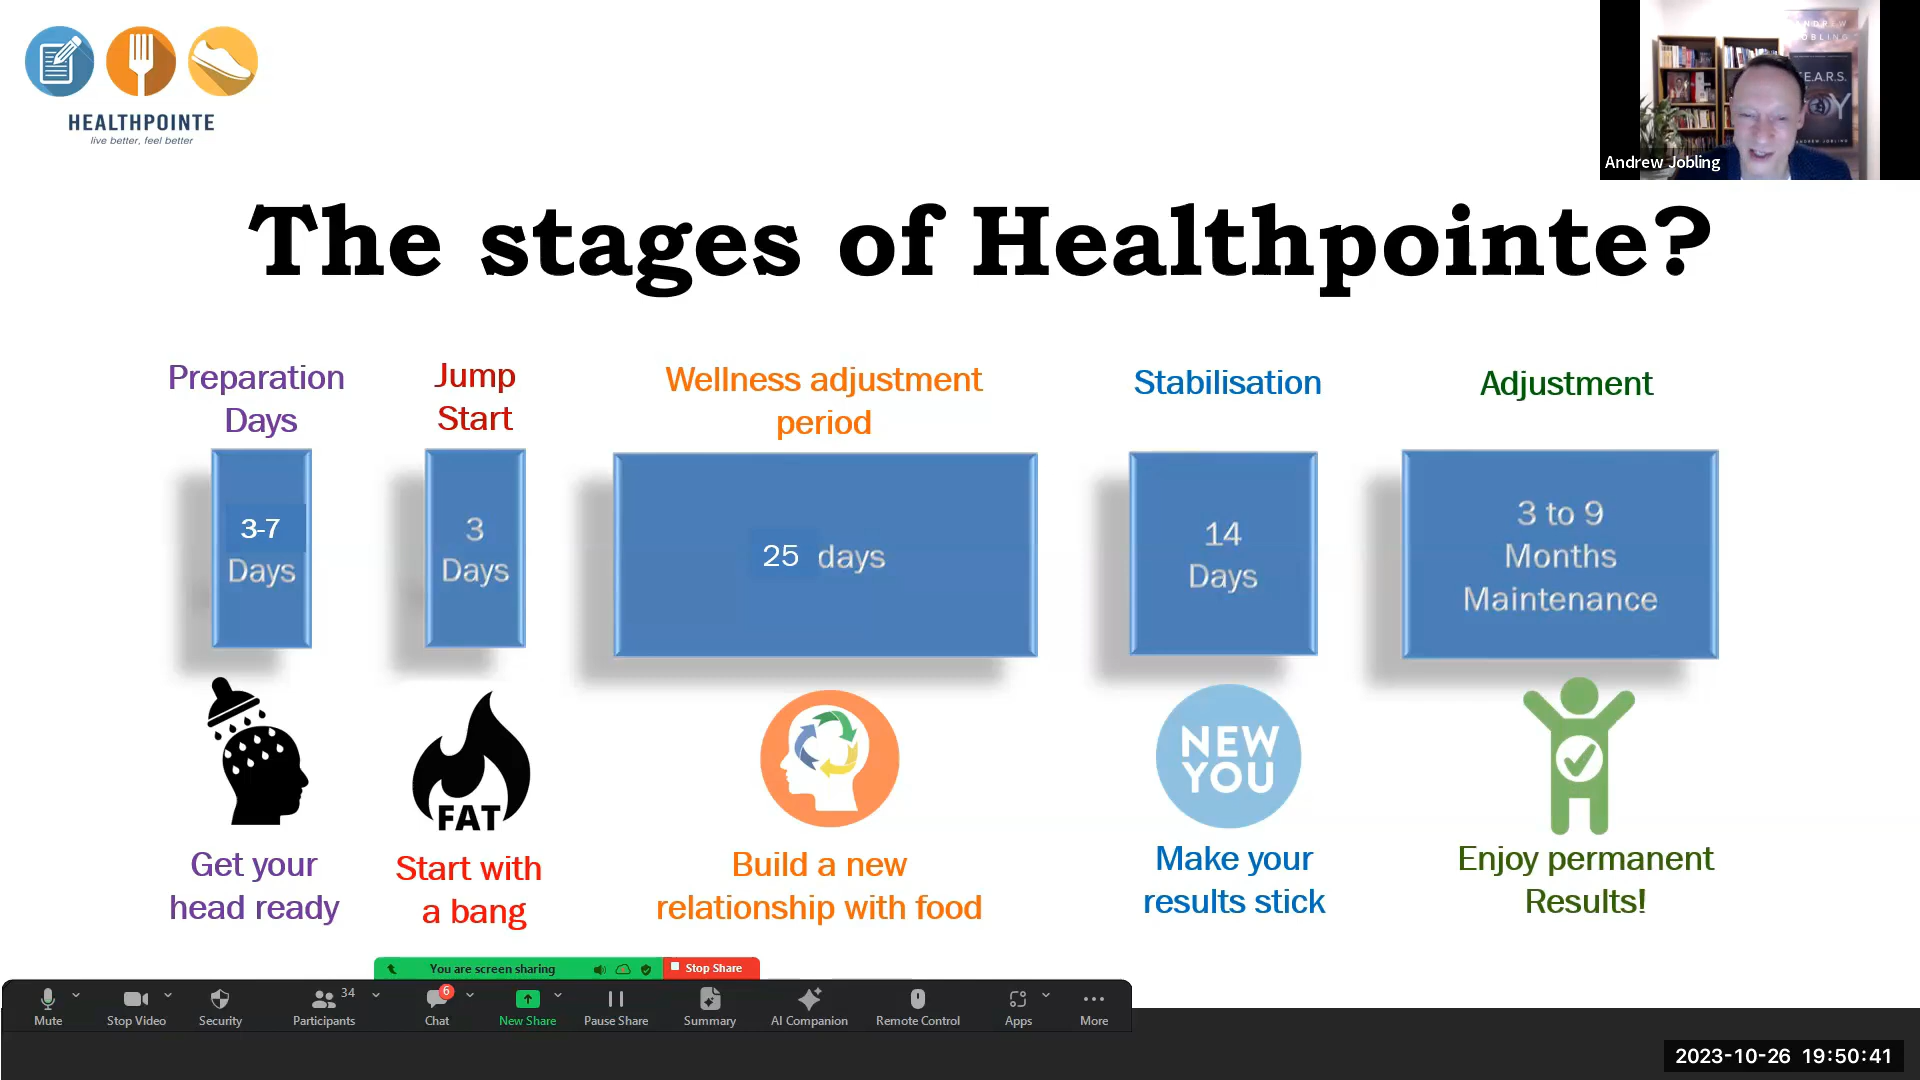 HEALTHPOINTE
live better, feel better
ANDREW
JOBLING
F.E.A.R.S.
ANDREW JOBLING
Andrew Jobling
The stages of Healthpointe?
Preparation
Days
3-7
Days
Get your
head ready
Jump
Start
3
Days
FAT
Start with
a bang
Wellness adjustment
period
25 days
Build a new
relationship with food
Stabilisation
14
Days
NEW
YOU
Make your
results stick
Adjustment
3 to 9
Months
Maintenance
Enjoy permanent
Results!
You are screen sharing
Stop Share
Mute
Stop Video
Security
Participants
34
Chat
6
New Share
Pause Share
Summary
AI Companion
Remote Control
Apps
More
2023-10-26 19:50:41